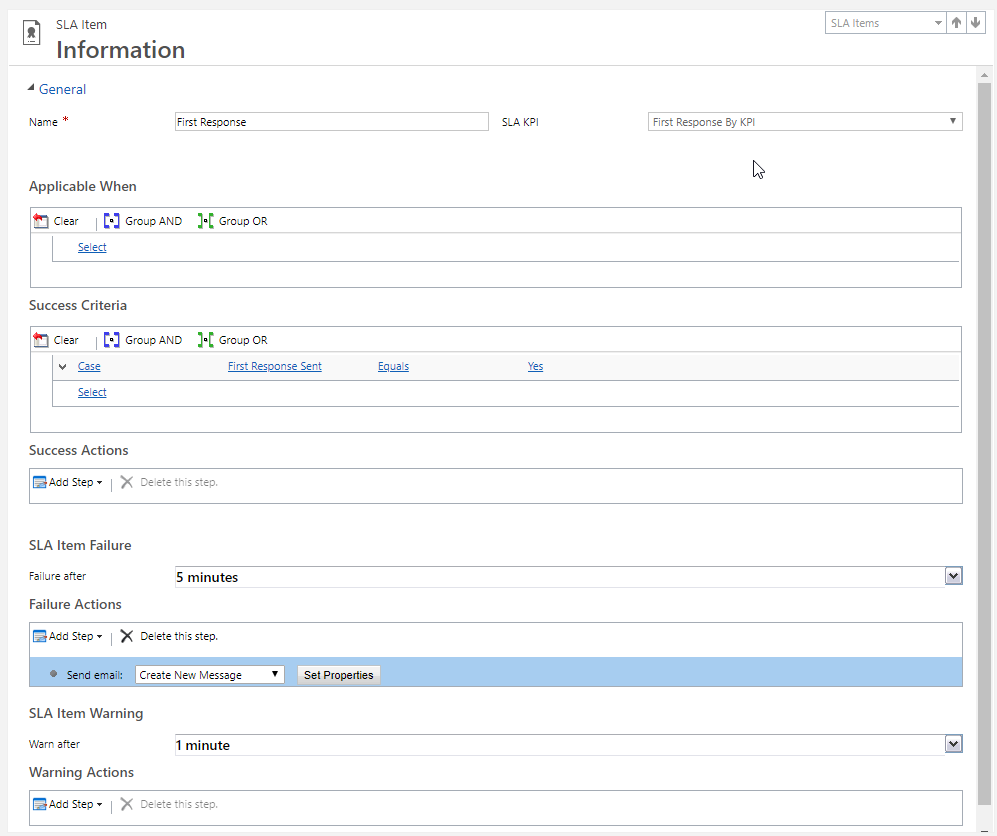 SLA Item
Information
SLA Items
General
Name * First Response SLA KPI First Response By KPI
Applicable When
Clear Group AND Group OR
Select
Success Criteria
Clear Group AND Group OR
Case First Response Sent Equals Yes
Select
Success Actions
Add Step Delete this step.
SLA Item Failure
Failure after 5 minutes
Failure Actions
Add Step Delete this step.
Send email: Create New Message Set Properties
SLA Item Warning
Warn after 1 minute
Warning Actions
Add Step Delete this step.